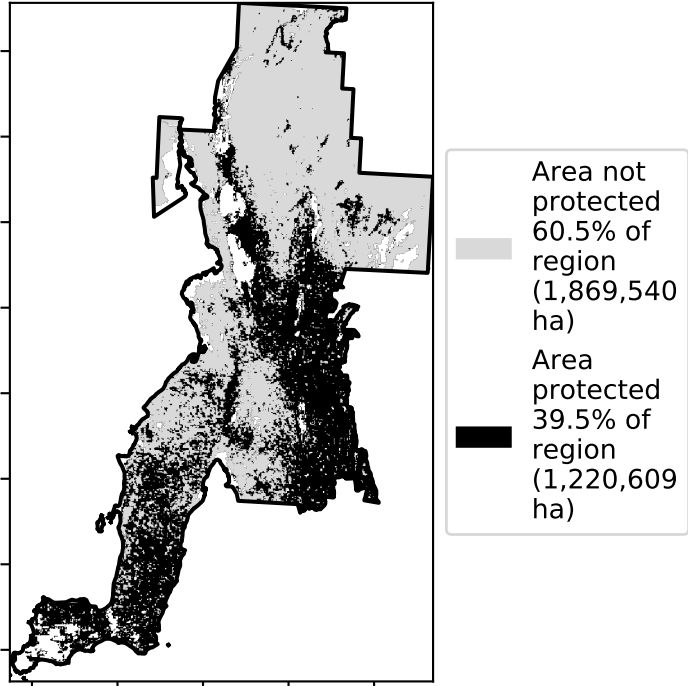 Area not
protected
60.5% of
region
(1,869,540
ha)
Area
protected
39.5% of
region
(1,220,609
ha)